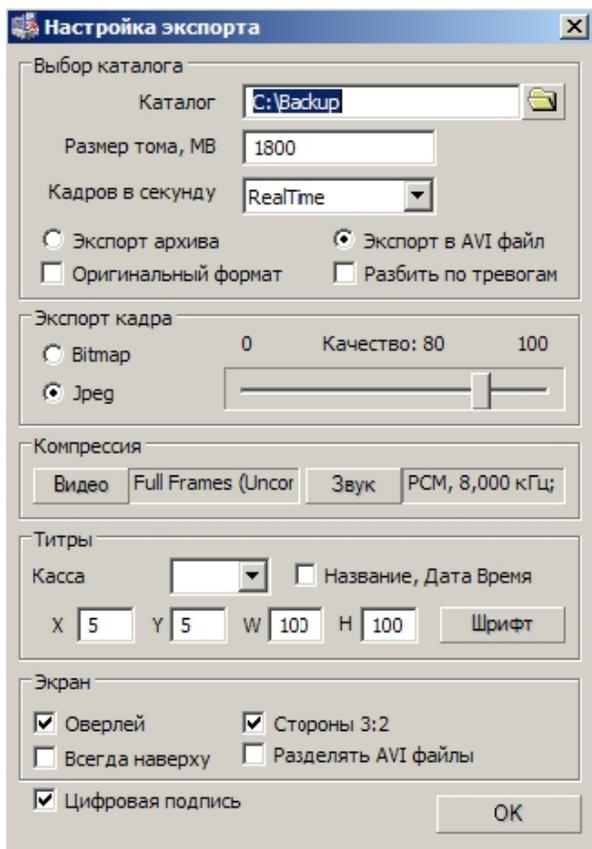 Настройка экспорта
Выбор каталога
Каталог C:\Backup
Размер тома, МВ 1800
Кадров в секунду RealTime
Экспорт архива Экспорт в AVI файл
Оригинальный формат Разбить по тревогам
Экспорт кадра
Bitmap 0 Качество: 80 100
Jpeg
Компрессия
Видео Full Frames (Uncor Звук PCM, 8,000 кГц;
Титры
Касса Название, Дата Время
X 5 Y 5 W 100 H 100 Шрифт
Экран
Оверлей Стороны 3:2
Всегда наверху Разделять AVI файлы
Цифровая подпись OK